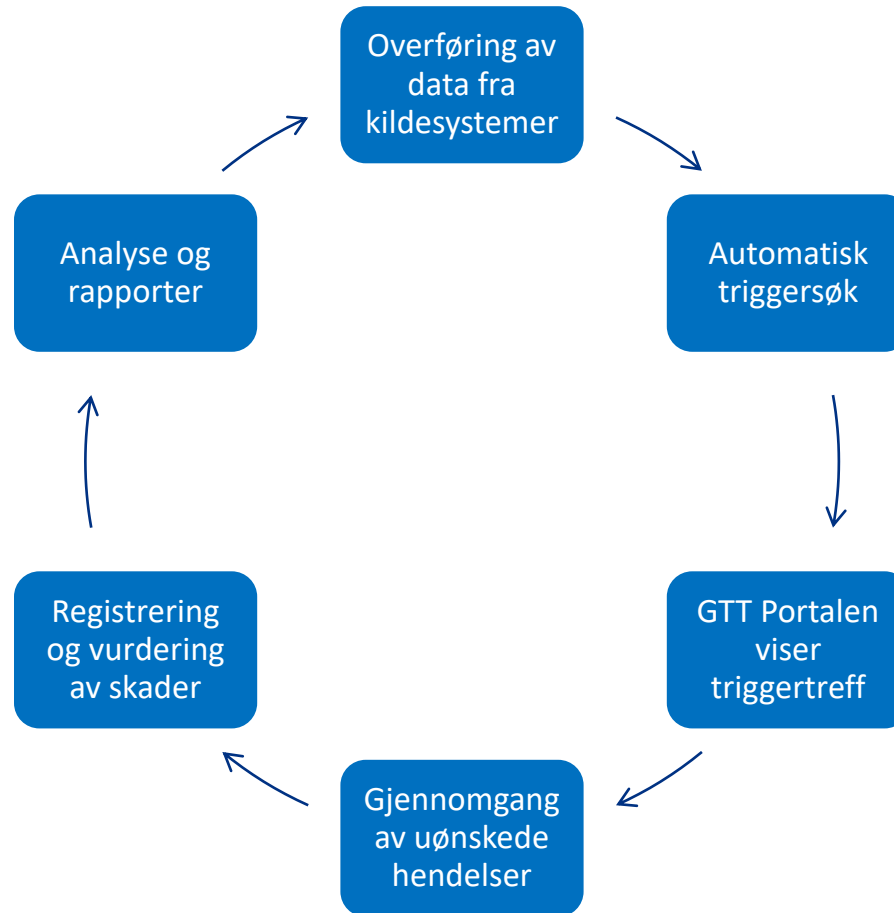 Overføring av
data fra
kildesystemer
Automatisk
triggersøk
GTT Portalen
viser
triggertreff
Gjennomgang
av uønskede
hendelser
Registrering
og vurdering
av skader
Analyse og
rapporter